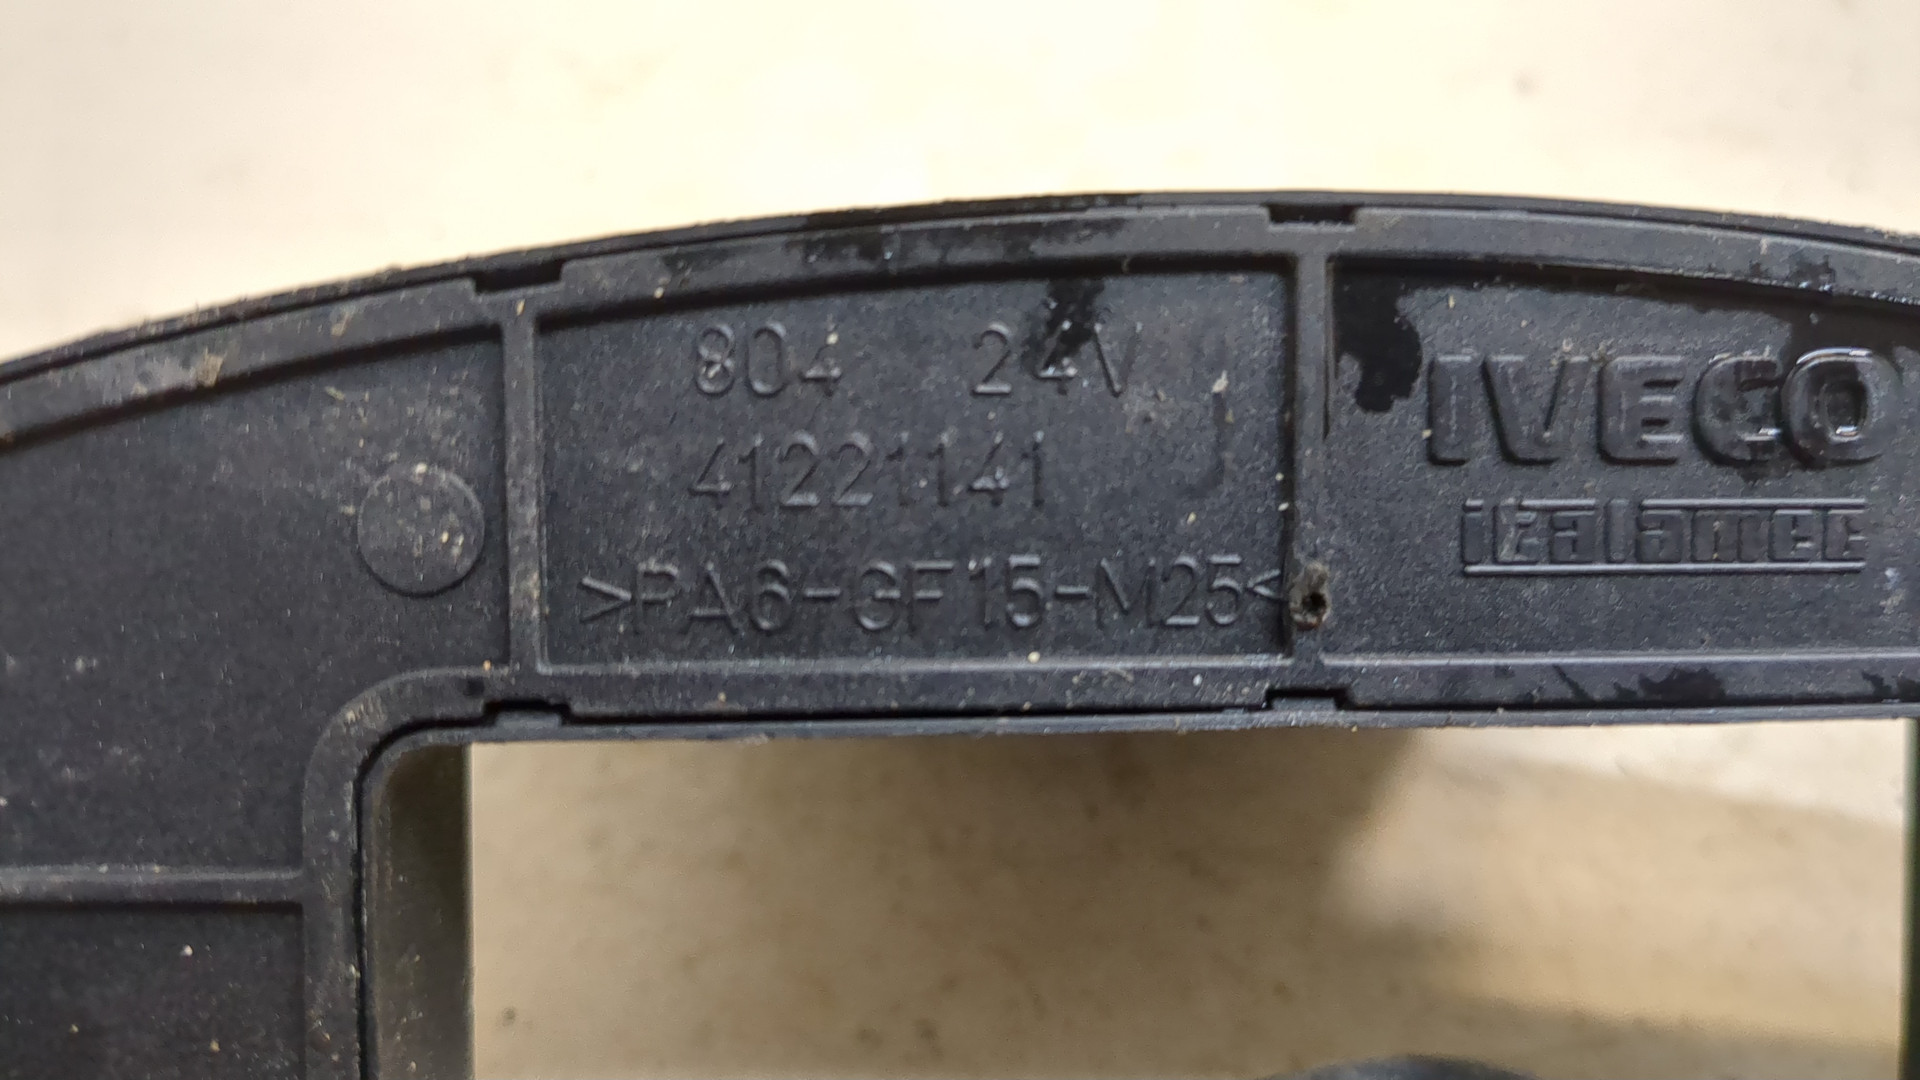 804 24V
41221141
>PA6-GF15-M25<
IVECO
italamec